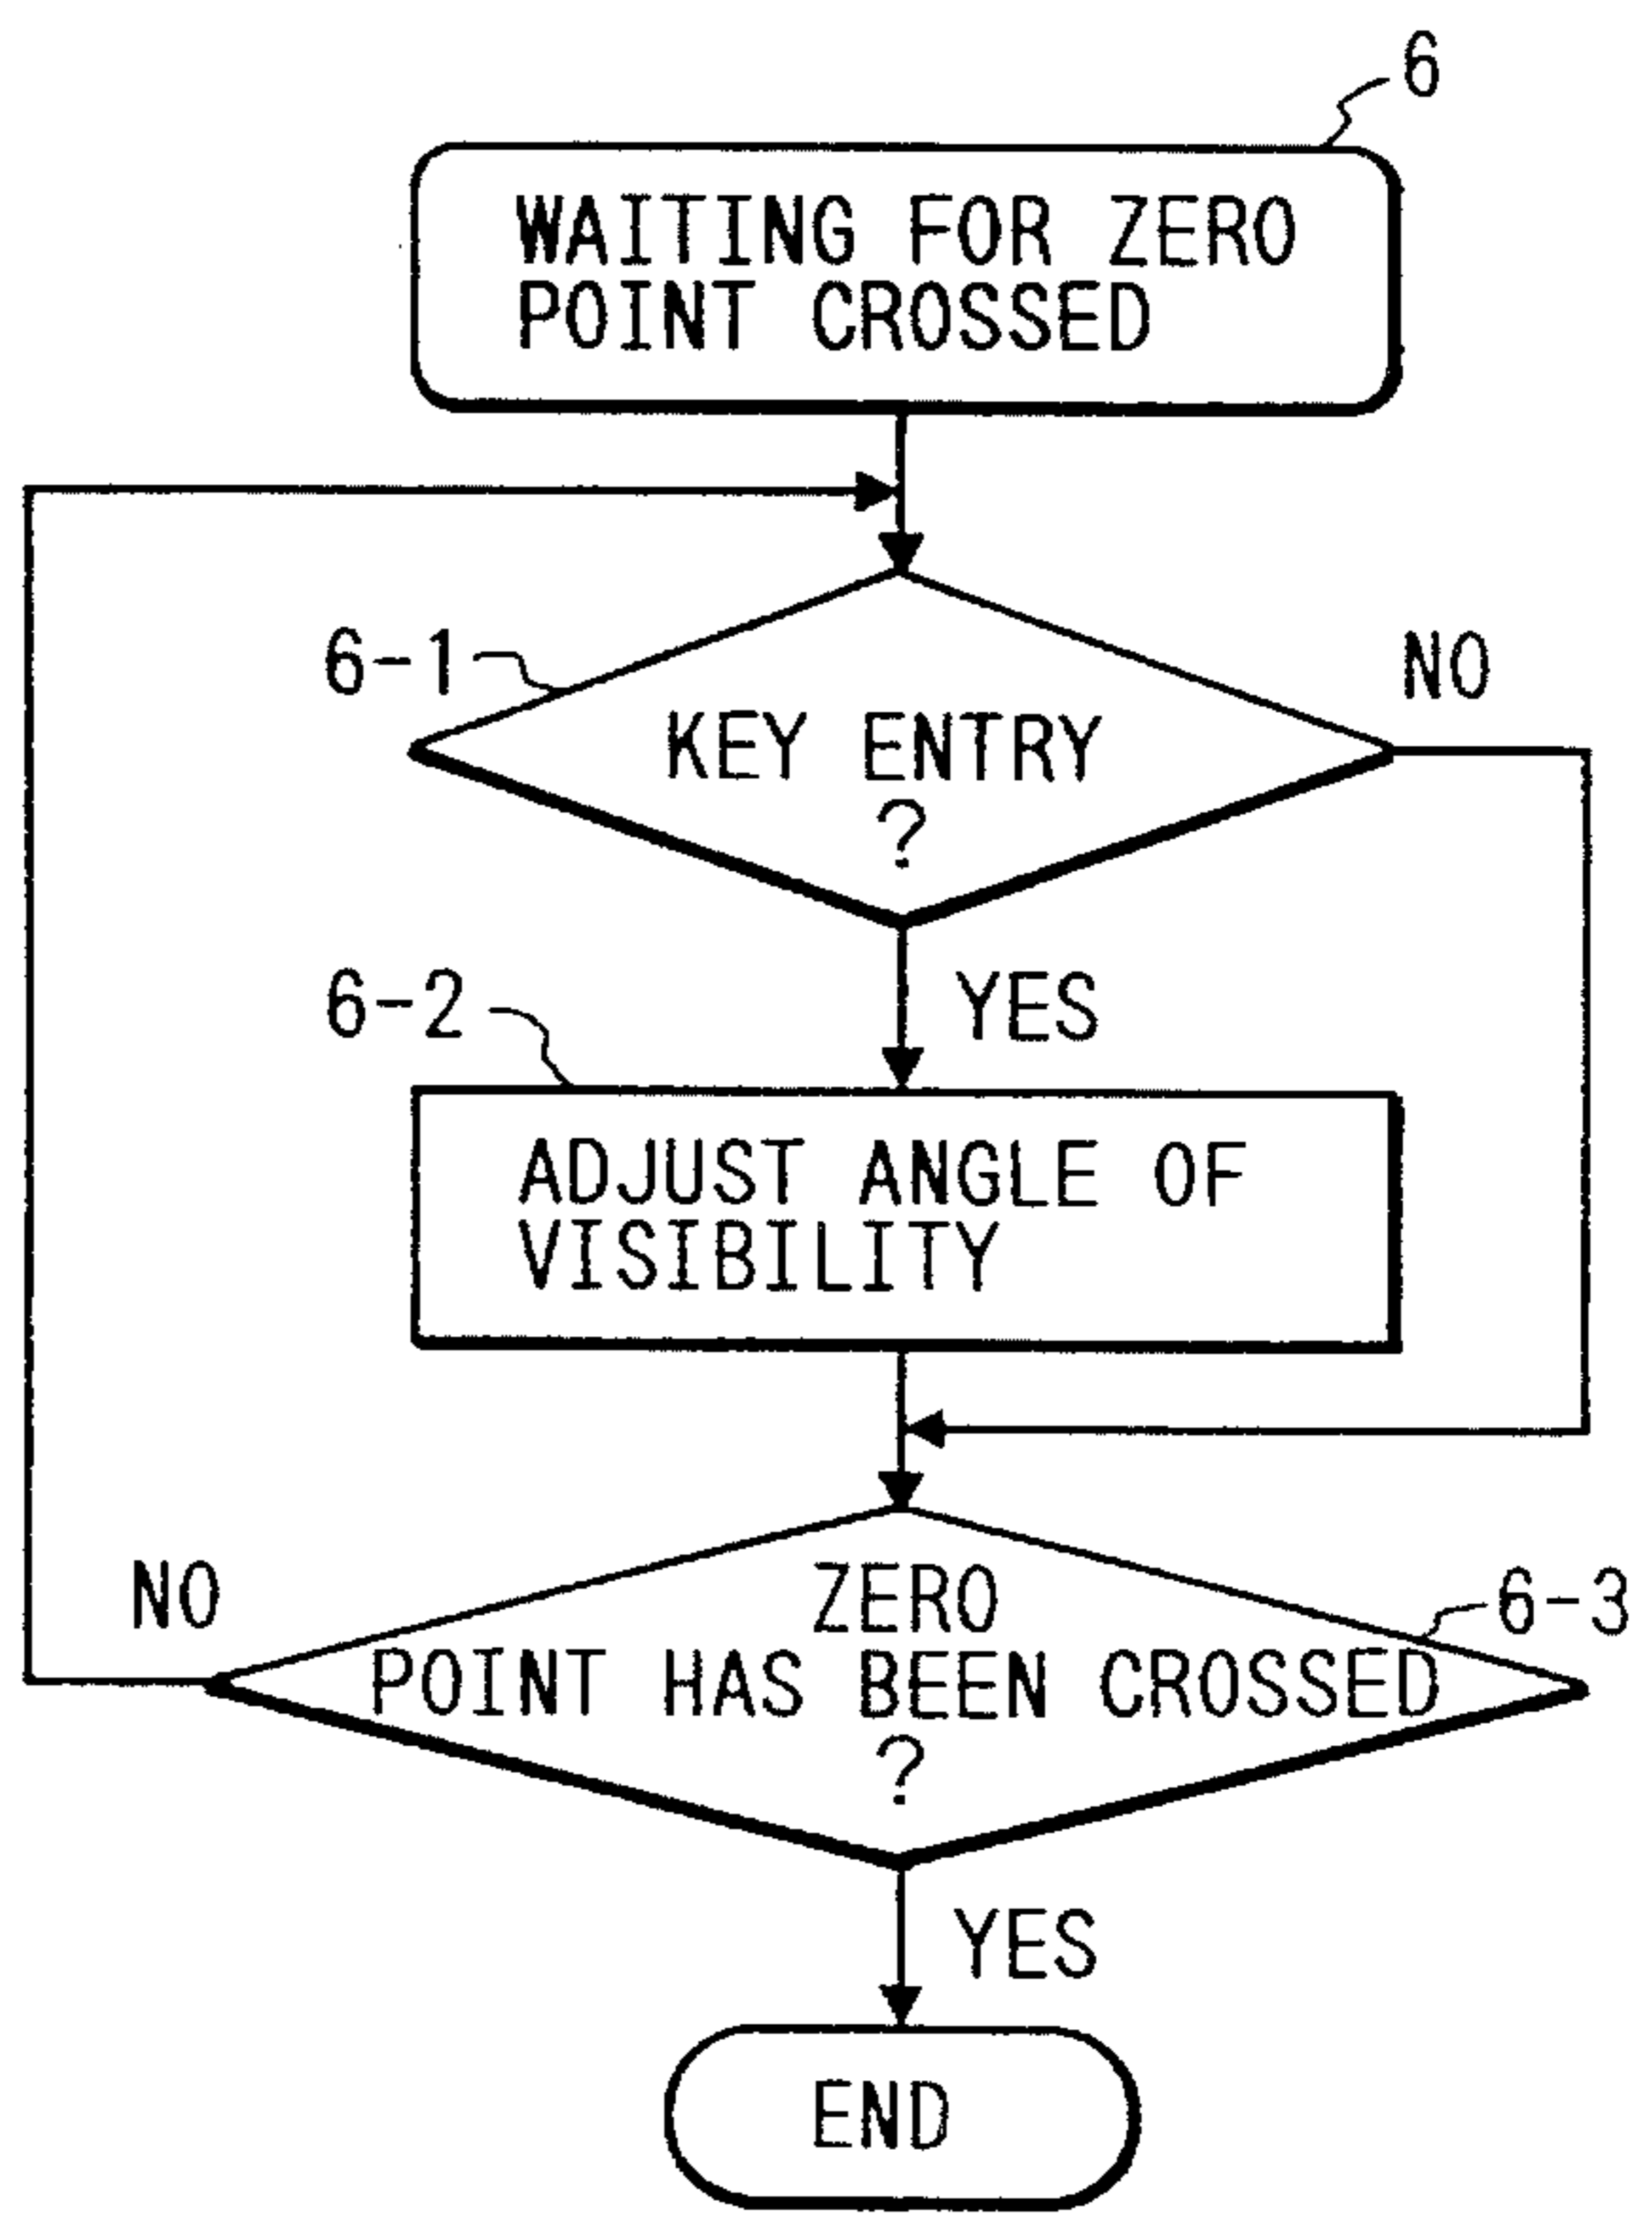 6
WAITING FOR ZERO
POINT CROSSED
6-1
NO
KEY ENTRY
?
YES
6-2
ADJUST ANGLE OF
VISIBILITY
NO
ZERO
6-3
POINT HAS BEEN CROSSED
?
YES
END